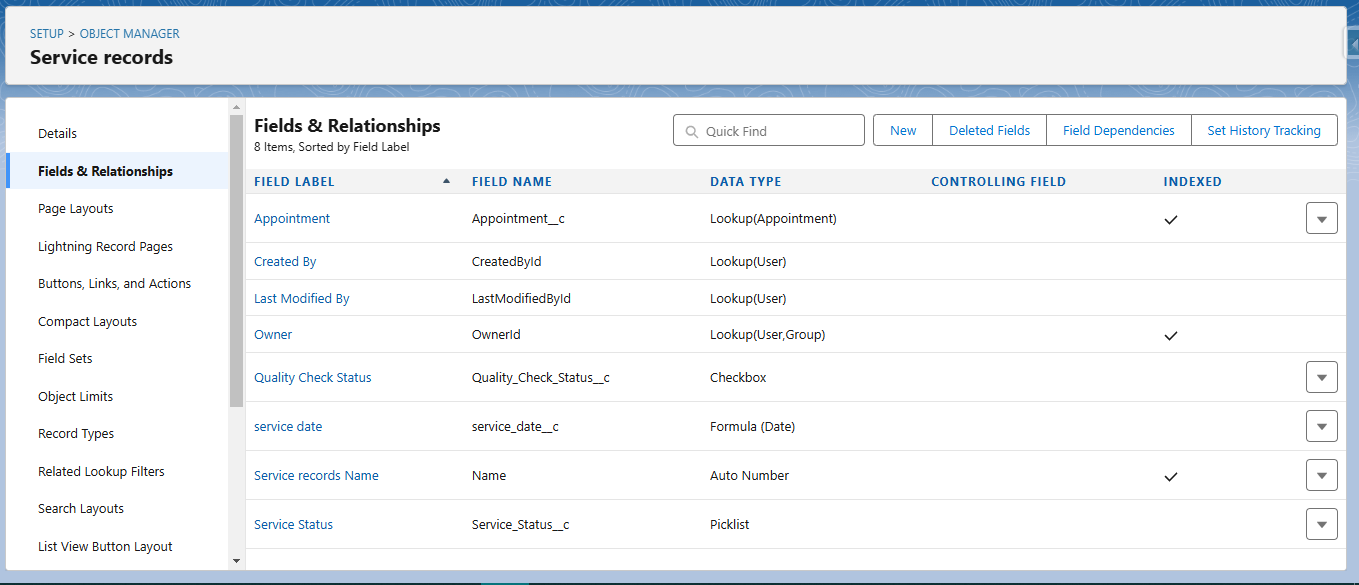 SETUP > OBJECT MANAGER
Service records
Details
Fields & Relationships
Page Layouts
Lightning Record Pages
Buttons, Links, and Actions
Compact Layouts
Field Sets
Object Limits
Record Types
Related Lookup Filters
Search Layouts
List View Button Layout
Fields & Relationships
8 Items, Sorted by Field Label
Quick Find
New
Deleted Fields
Field Dependencies
Set History Tracking
FIELD LABEL FIELD NAME DATA TYPE CONTROLLING FIELD INDEXED
Appointment Appointment__c Lookup(Appointment)
Created By CreatedById Lookup(User)
Last Modified By LastModifiedById Lookup(User)
Owner OwnerId Lookup(User,Group)
Quality Check Status Quality_Check_Status__c Checkbox
service date service_date__c Formula (Date)
Service records Name Name Auto Number
Service Status Service_Status__c Picklist